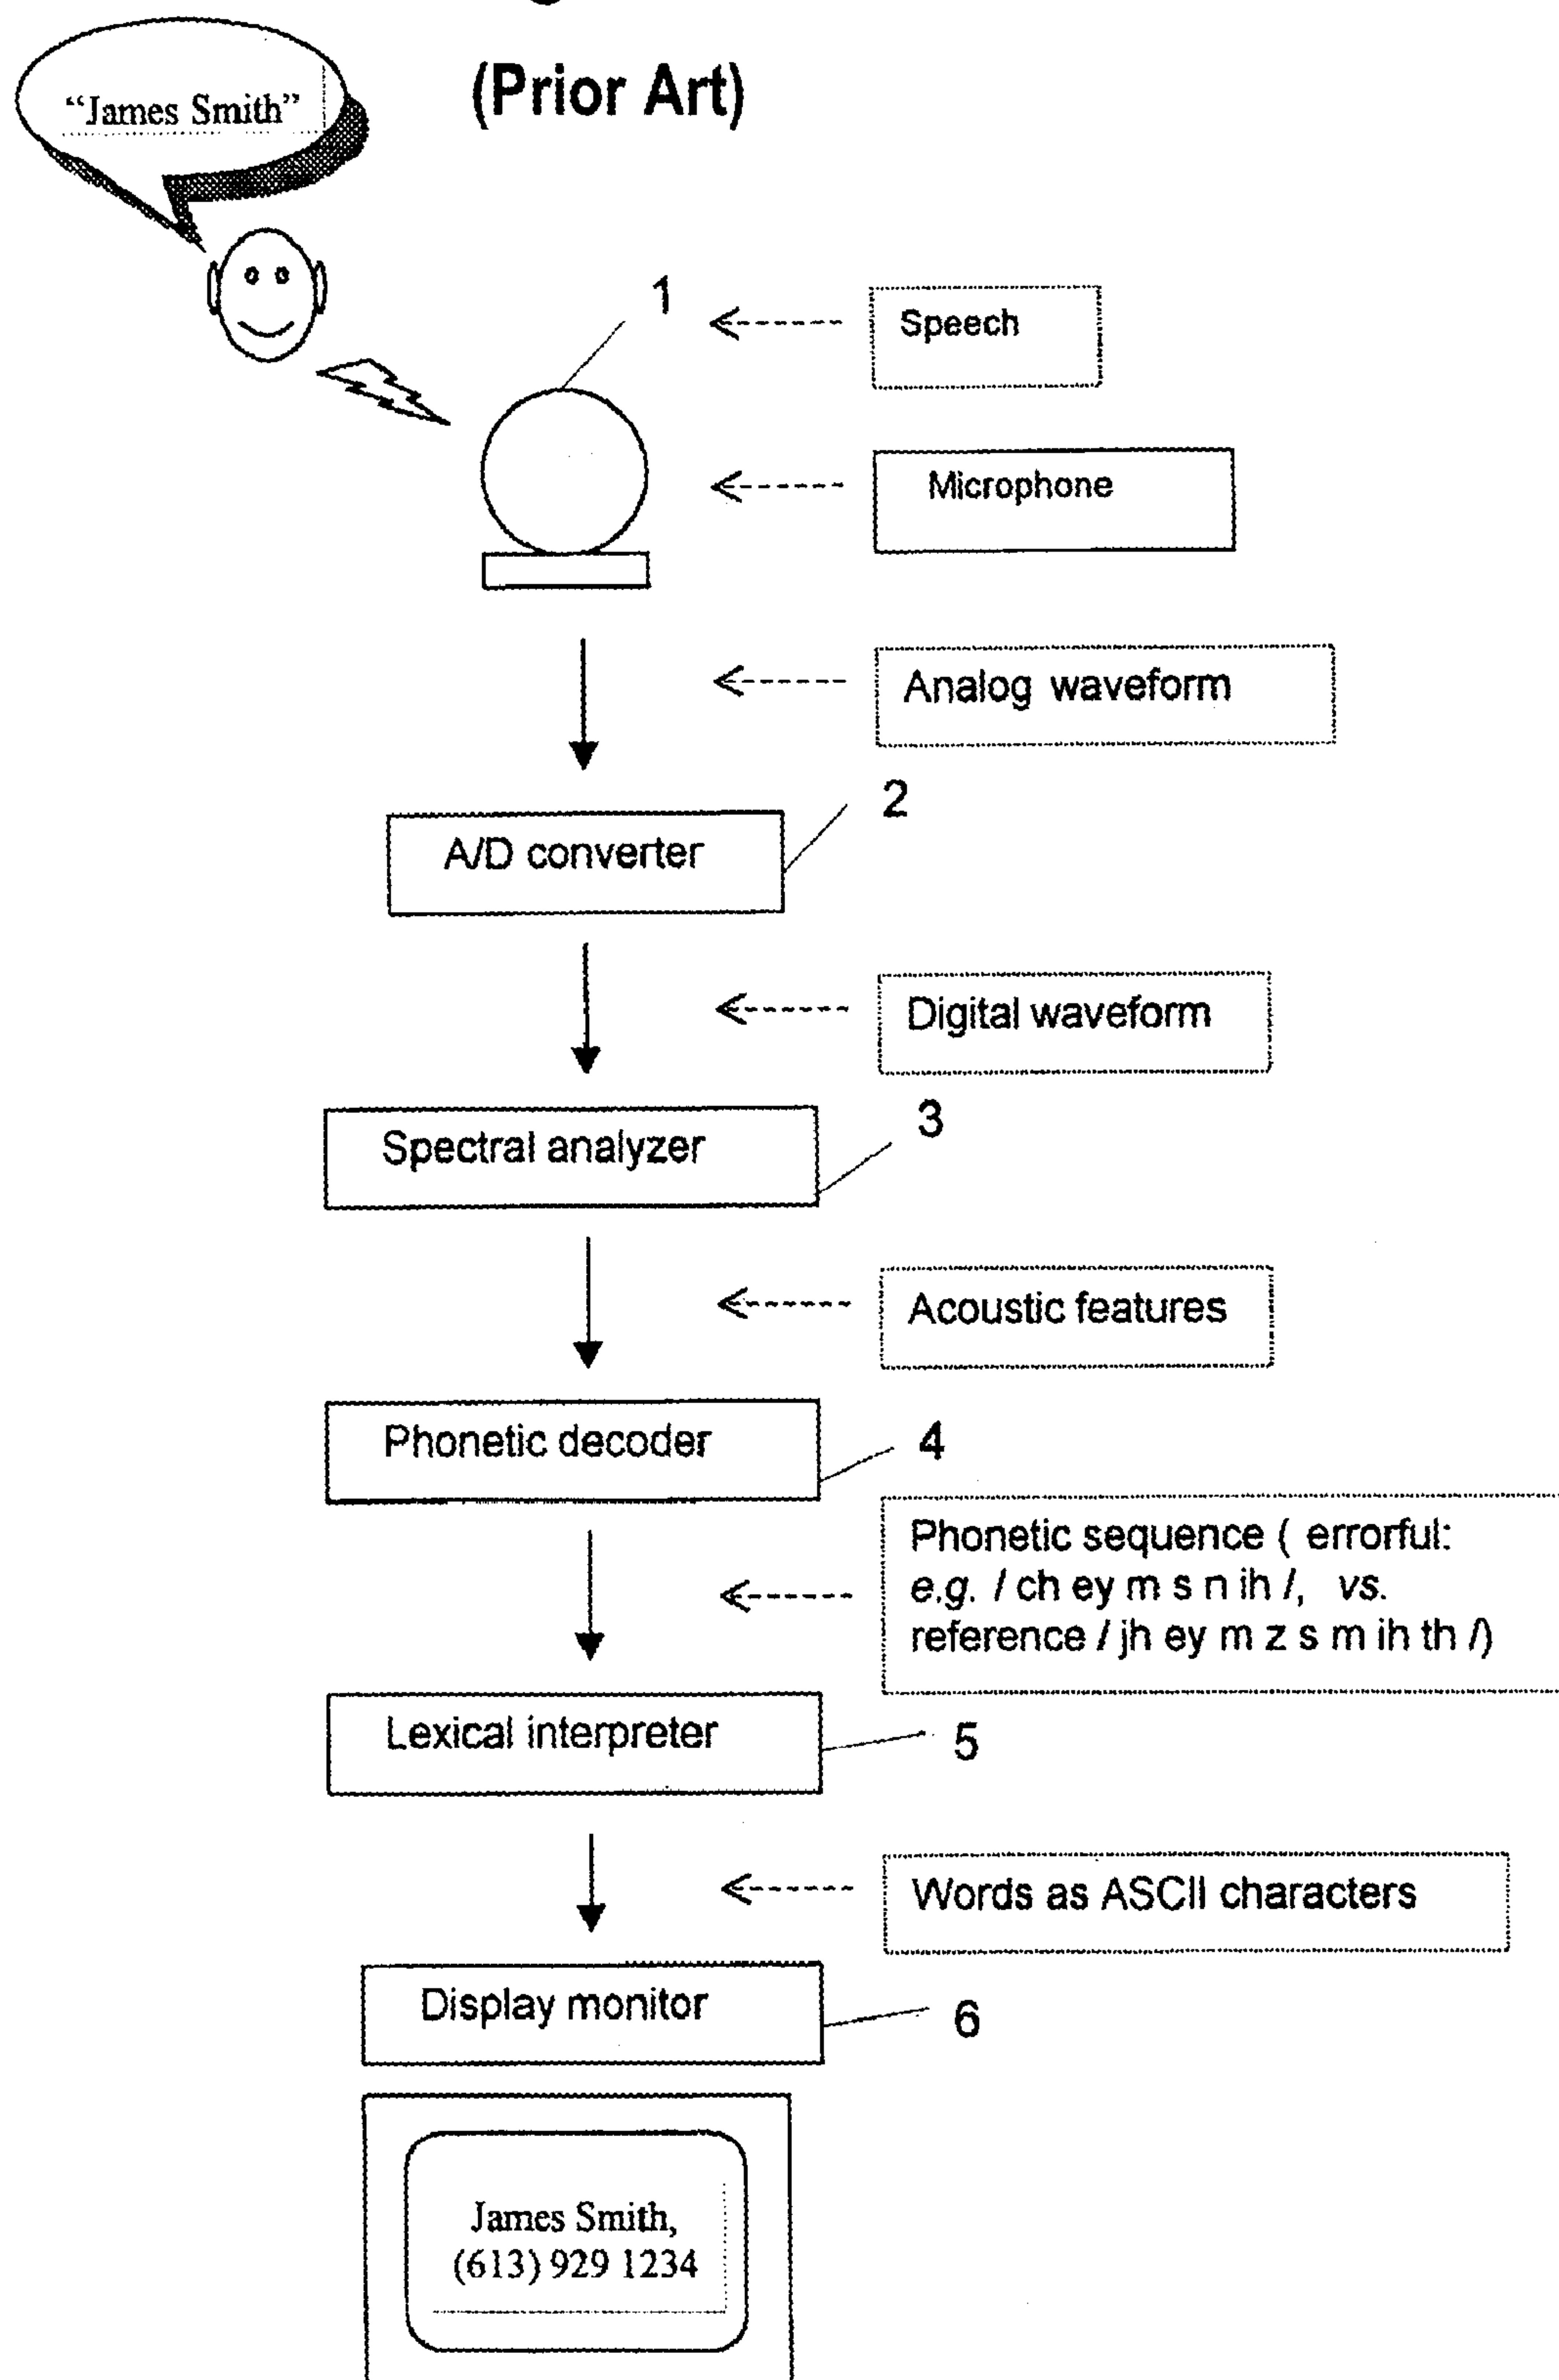 (Prior Art)
“James Smith”
1
Speech
Microphone
Analog waveform
2
A/D converter
Digital waveform
3
Spectral analyzer
Acoustic features
Phonetic decoder
4
Phonetic sequence ( errorful:
e.g. / ch ey m s n ih /, vs.
reference / jh ey m z s m ih th /)
Lexical interpreter
5
Words as ASCII characters
Display monitor
6
James Smith,
(613) 929 1234